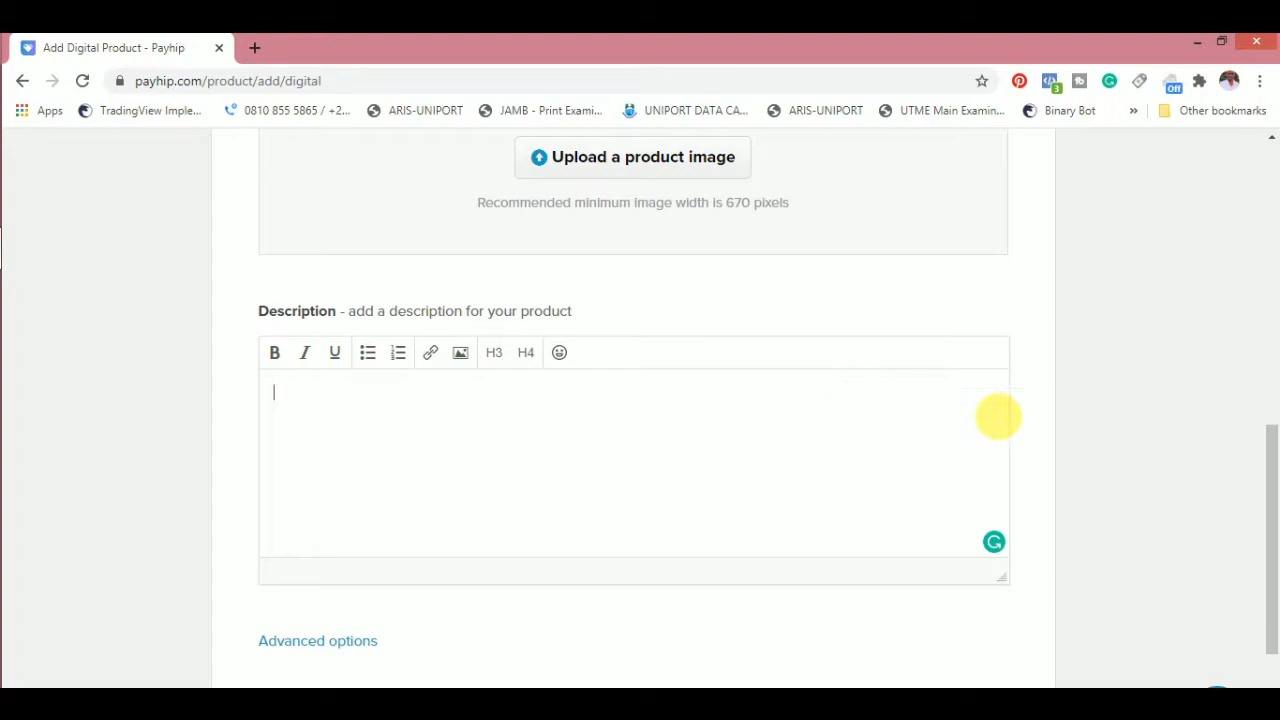 Add Digital Product - Payhip
payhip.com/product/add/digital
3
Off
Apps TradingView Imple... 0810 855 5865 / +2... ARIS-UNIPORT JAMB - Print Exami... UNIPORT DATA CA... ARIS-UNIPORT UTME Main Examin... Binary Bot » Other bookmarks
Upload a product image
Recommended minimum image width is 670 pixels
Description - add a description for your product
B I U H3 H4
Advanced options